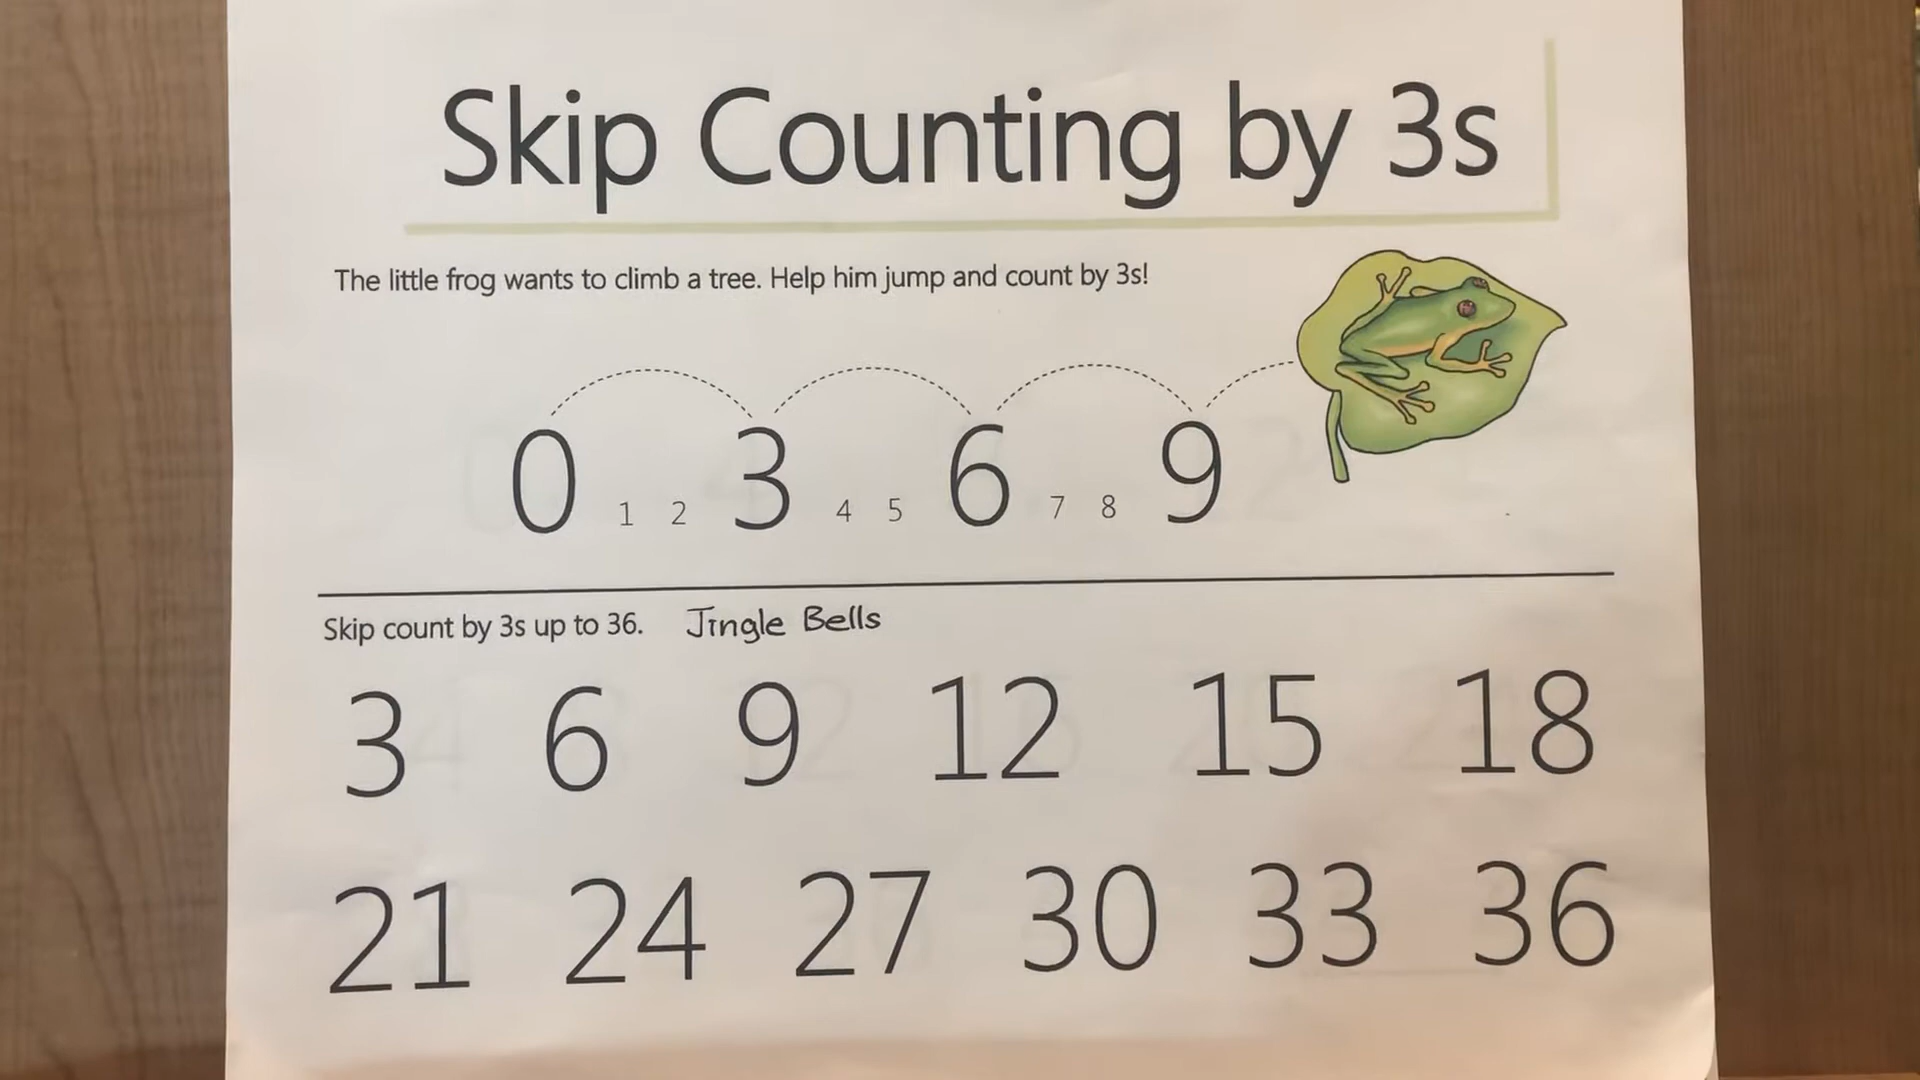 Skip Counting by 3s
The little frog wants to climb a tree. Help him jump and count by 3s!
0 1 2 3 4 5 6 7 8 9
Skip count by 3s up to 36. Jingle Bells
3 6 9 12 15 18
21 24 27 30 33 36